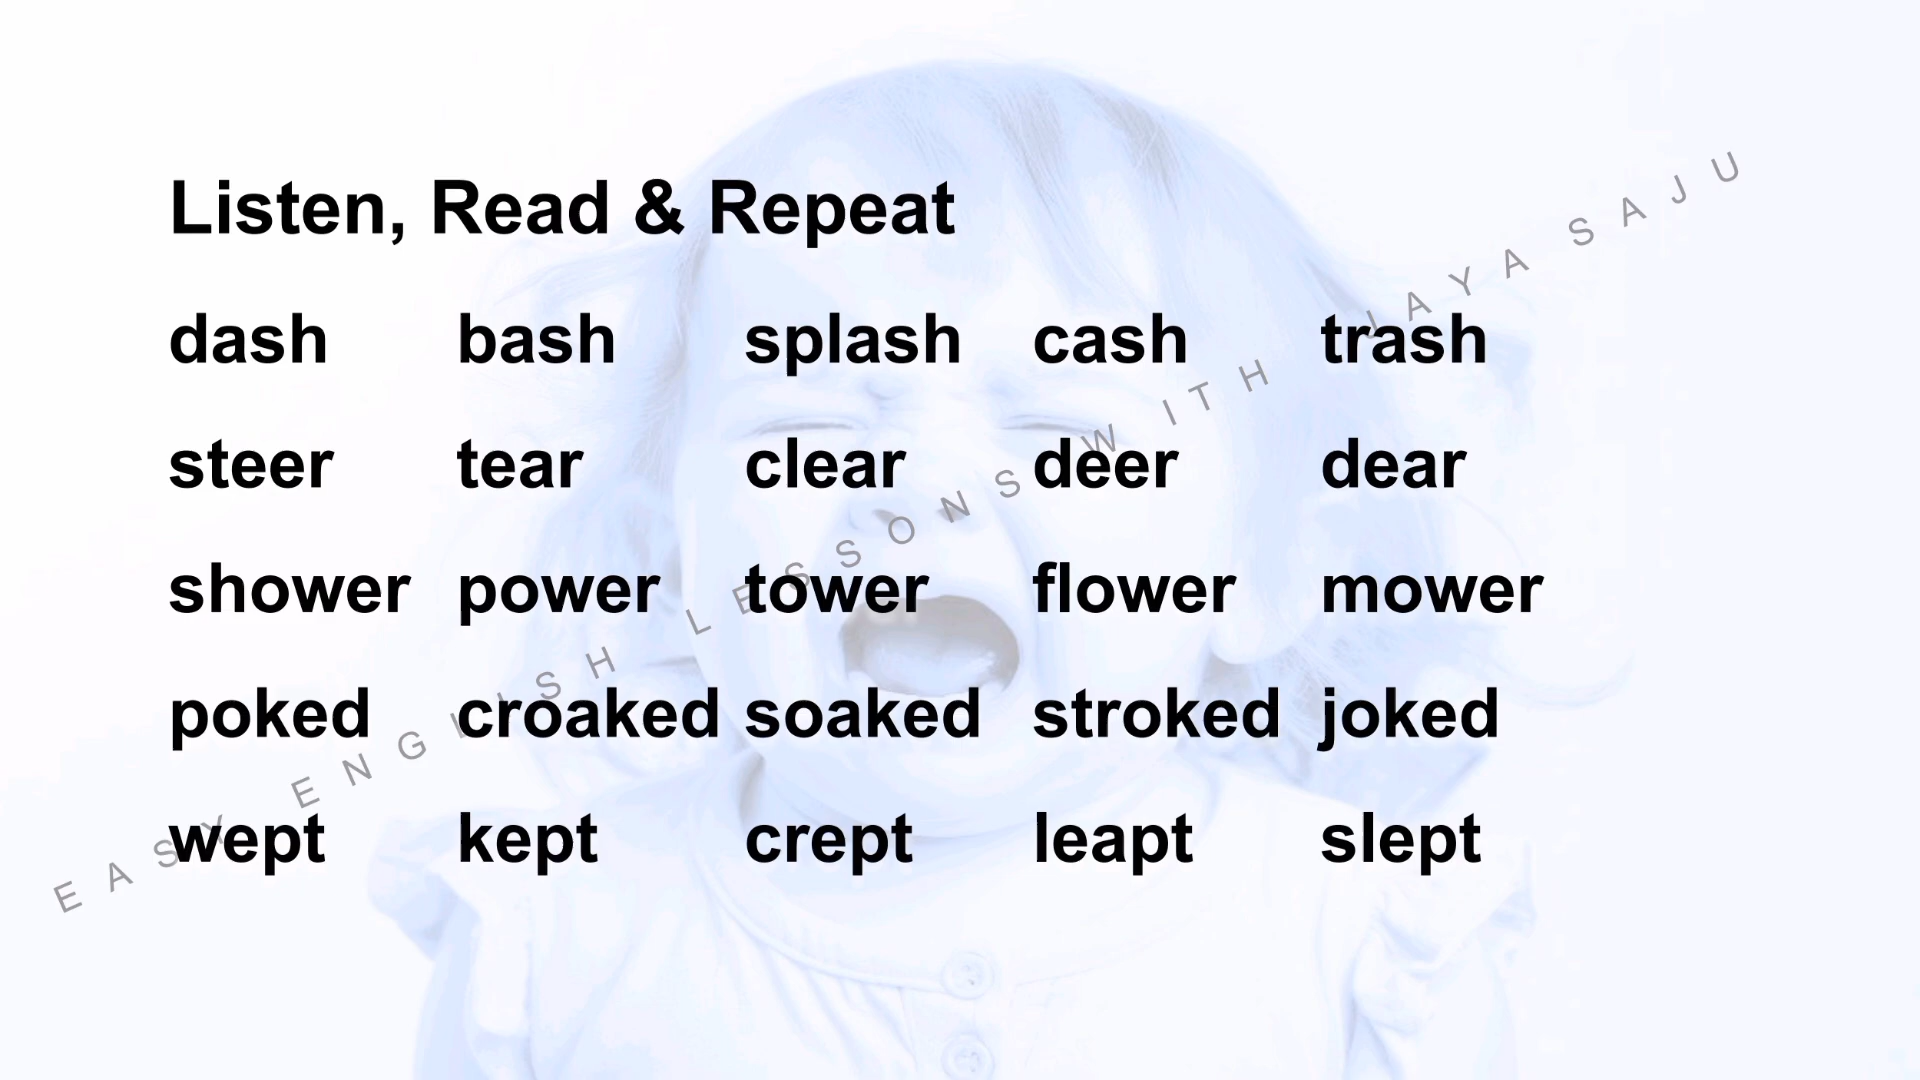 Listen, Read & Repeat
dash bash splash cash trash
steer tear clear deer dear
shower power tower flower mower
poked croaked soaked stroked joked
wept kept crept leapt slept
EASY ENGLISH LESSONS WITH JAYA SAJU